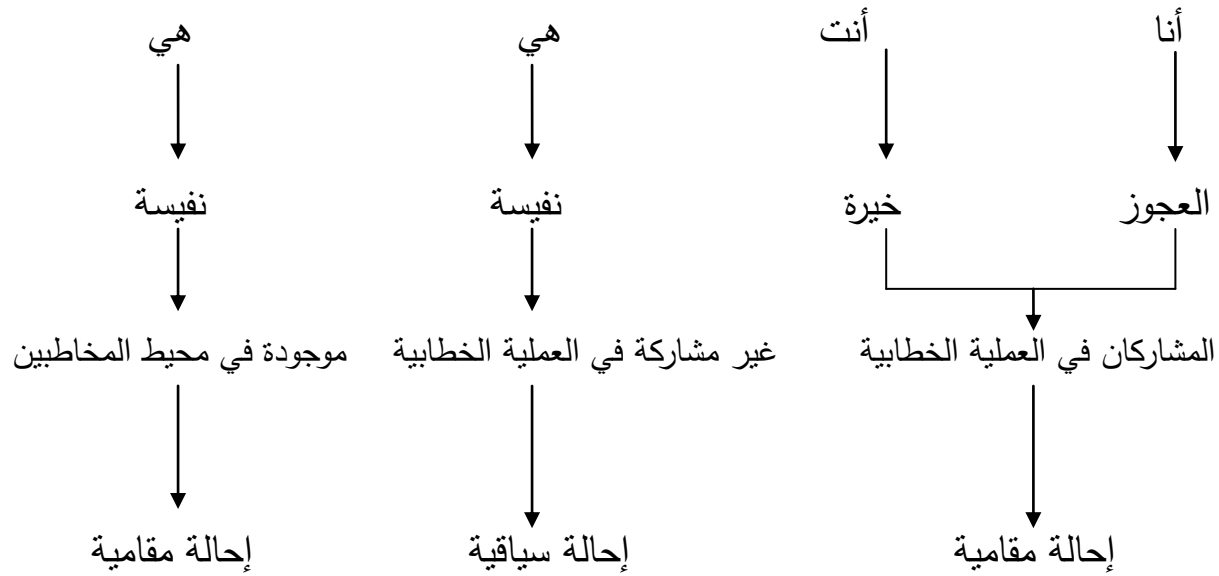 أنا أنت هي هي
العجوز خيرة نفيسة نفيسة
المشاركان في العملية الخطابية غير مشاركة في العملية الخطابية موجودة في محيط المخاطبين
إحالة مقامية إحالة سياقية إحالة مقامية